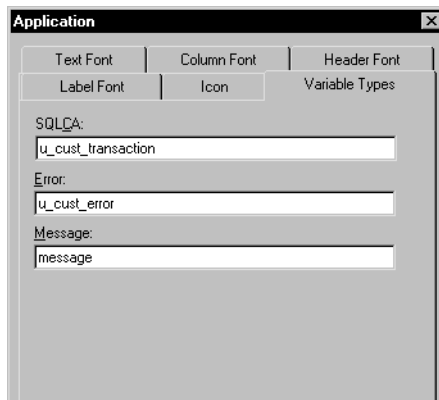 Application
Text Font Column Font Header Font
Label Font Icon Variable Types
SQLCA:
u_cust_transaction
Error:
u_cust_error
Message:
message